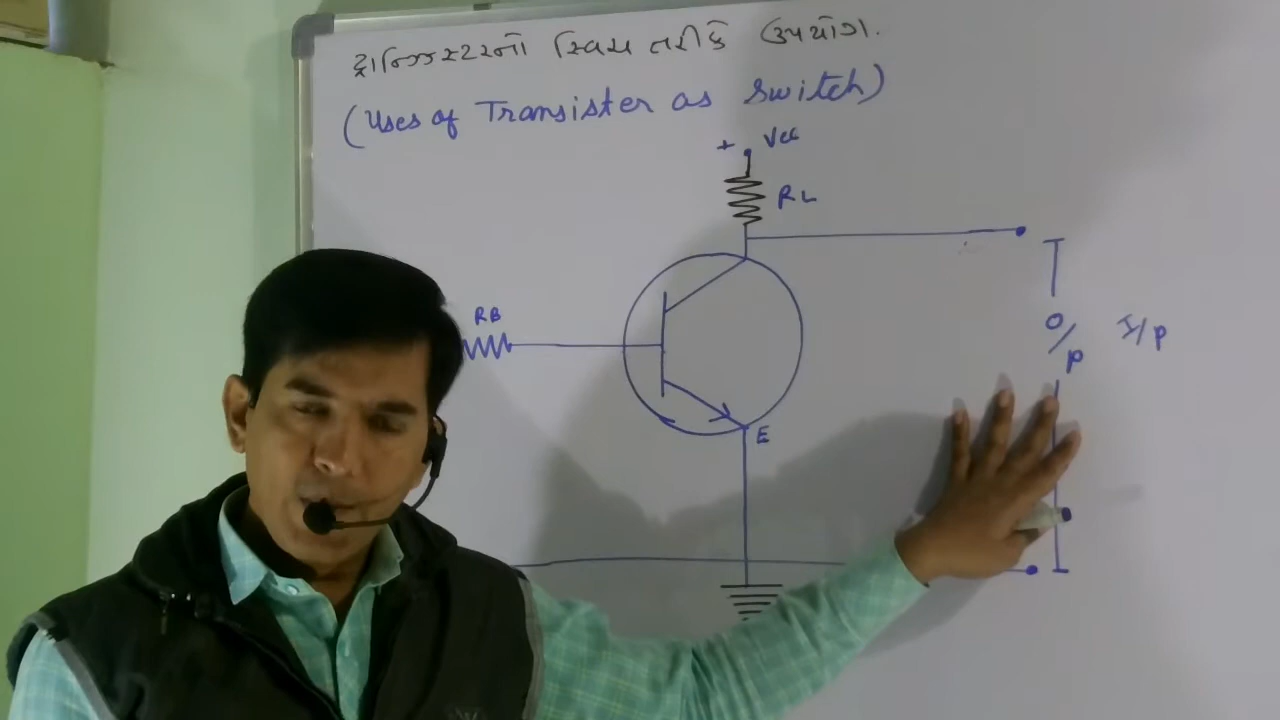 ટ્રાન્જિસ્ટરનો સ્વિચ તરીકે ઉપયોગ.
(Uses of Transister as switch)
+ Vcc
RL
RB
O/P
I/P
E